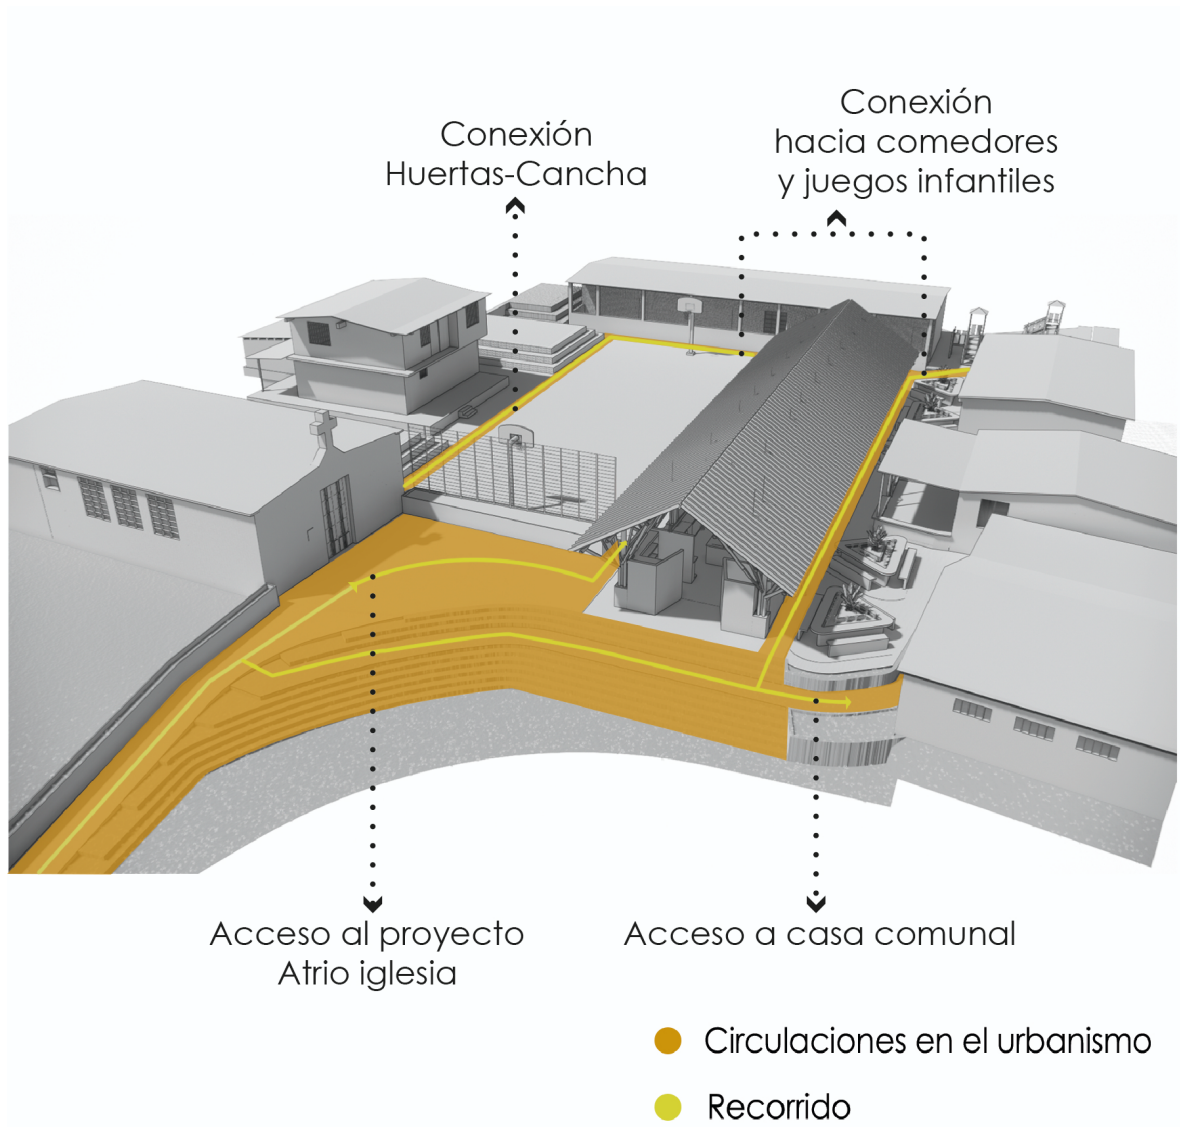 Conexión
Huertas-Cancha
Conexión
hacia comedores
y juegos infantiles
Acceso al proyecto
Atrio iglesia
Acceso a casa comunal
Circulaciones en el urbanismo
Recorrido